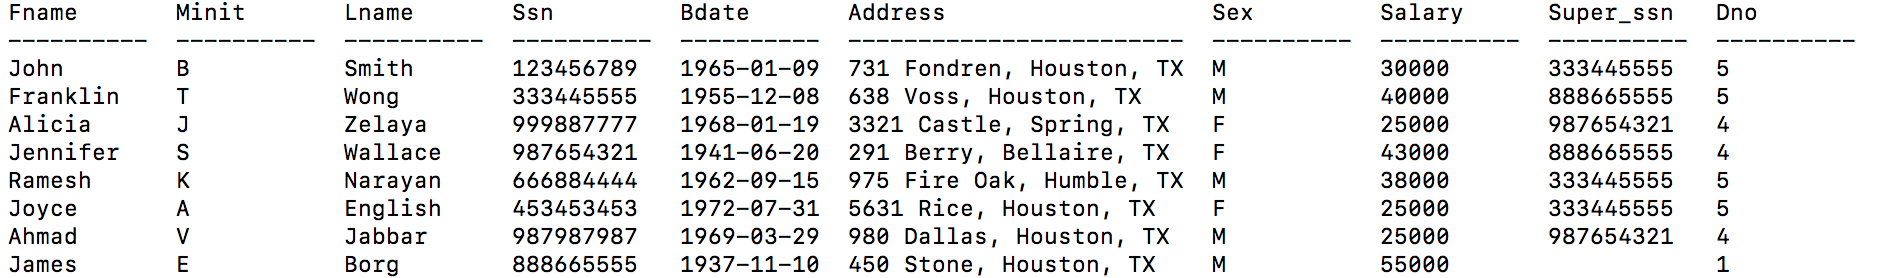 Fname       Minit       Lname       Ssn         Bdate       Address                   Sex         Salary      Super_ssn   Dno
----------  ----------  ----------  ----------  ----------  ------------------------  ----------  ----------  ----------  ----------
John        B           Smith       123456789   1965-01-09  731 Fondren, Houston, TX  M           30000       333445555   5
Franklin    T           Wong        333445555   1955-12-08  638 Voss, Houston, TX     M           40000       888665555   5
Alicia      J           Zelaya      999887777   1968-01-19  3321 Castle, Spring, TX   F           25000       987654321   4
Jennifer    S           Wallace     987654321   1941-06-20  291 Berry, Bellaire, TX   F           43000       888665555   4
Ramesh      K           Narayan     666884444   1962-09-15  975 Fire Oak, Humble, TX  M           38000       333445555   5
Joyce       A           English     453453453   1972-07-31  5631 Rice, Houston, TX    F           25000       333445555   5
Ahmad       V           Jabbar      987987987   1969-03-29  980 Dallas, Houston, TX   M           25000       987654321   4
James       E           Borg        888665555   1937-11-10  450 Stone, Houston, TX    M           55000                   1